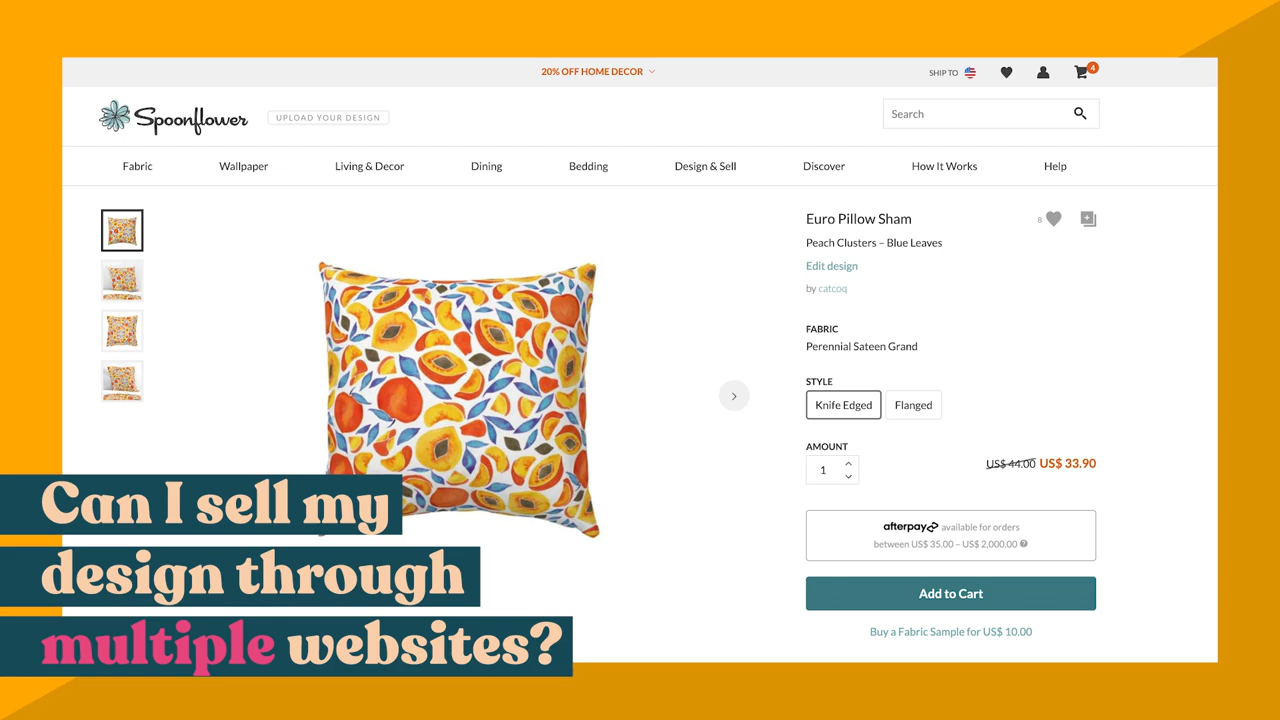 20% OFF HOME DECOR
SHIP TO
4
Spoonflower
UPLOAD YOUR DESIGN
Search
Fabric
Wallpaper
Living & Decor
Dining
Bedding
Design & Sell
Discover
How It Works
Help
Euro Pillow Sham
8
Peach Clusters – Blue Leaves
Edit design
by catcoq
FABRIC
Perennial Sateen Grand
STYLE
Knife Edged
Flanged
AMOUNT
1
US$ 44.00 US$ 33.90
afterpay available for orders
between US$ 35.00 – US$ 2,000.00
Add to Cart
Buy a Fabric Sample for US$ 10.00
Can I sell my
design through
multiple websites?